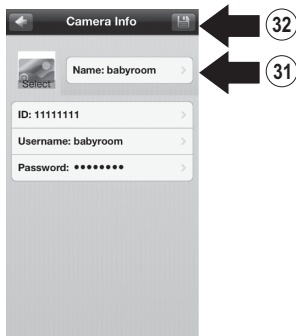 Camera Info
32
Select
Name: babyroom
31
ID: 11111111
Username: babyroom
Password: ••••••••